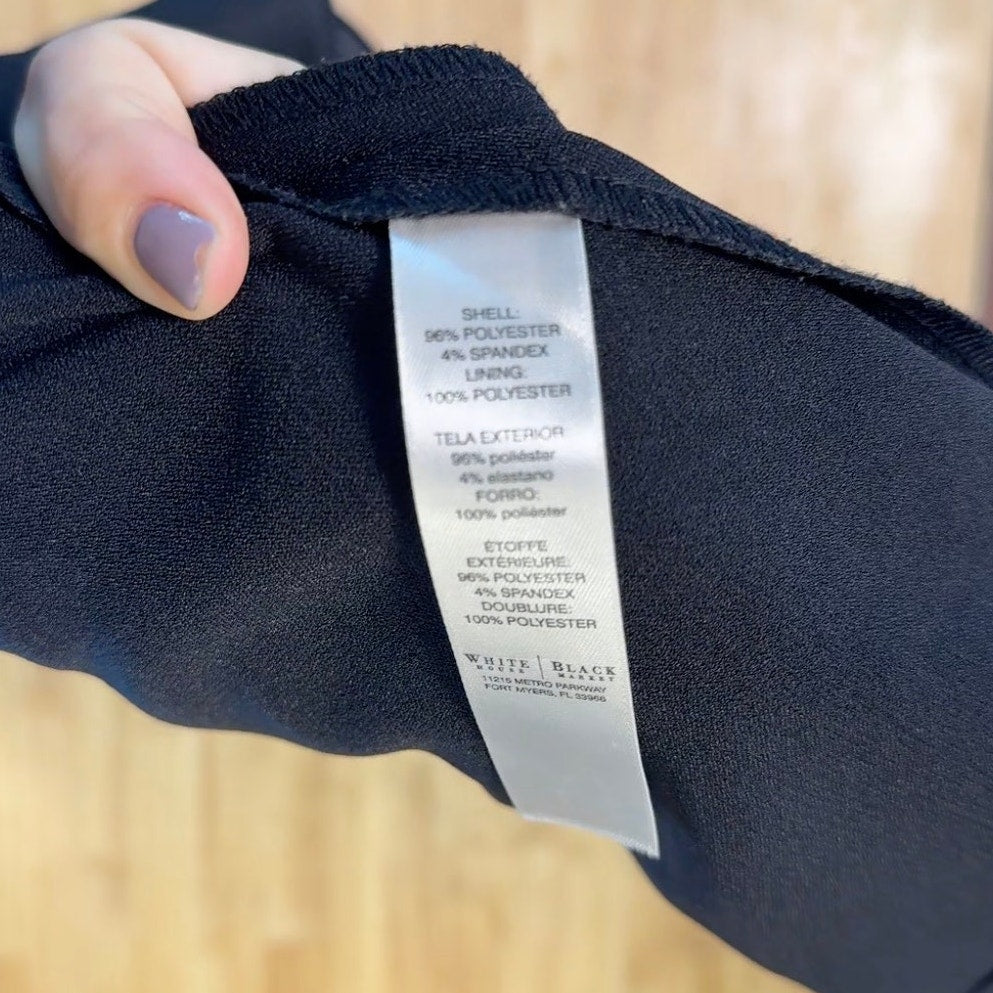 SHELL:
96% POLYESTER
4% SPANDEX
LINING:
100% POLYESTER
TELA EXTERIOR
96% poliéster
4% elastano
FORRO:
100% poliéster
ÉTOFFE
EXTÉRIEURE:
96% POLYESTER
4% SPANDEX
DOUBLURE:
100% POLYESTER
WHITE HOUSE | BLACK MARKET
11215 METRO PARKWAY
FORT MYERS, FL 33966